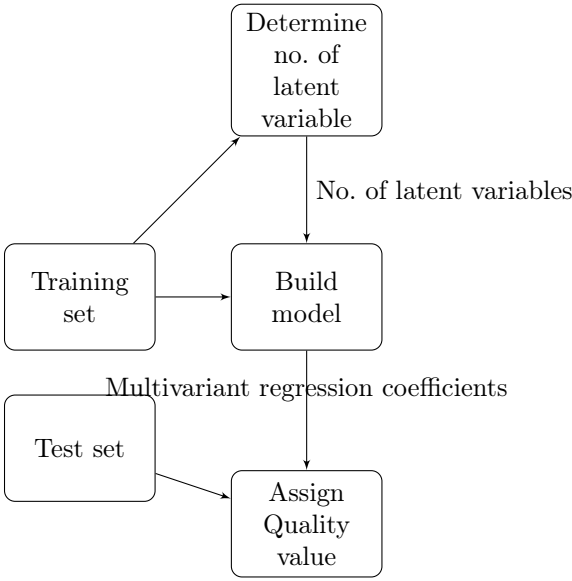 Determine
no. of
latent
variable
No. of latent variables
Training
set
Build
model
Multivariant regression coefficients
Test set
Assign
Quality
value